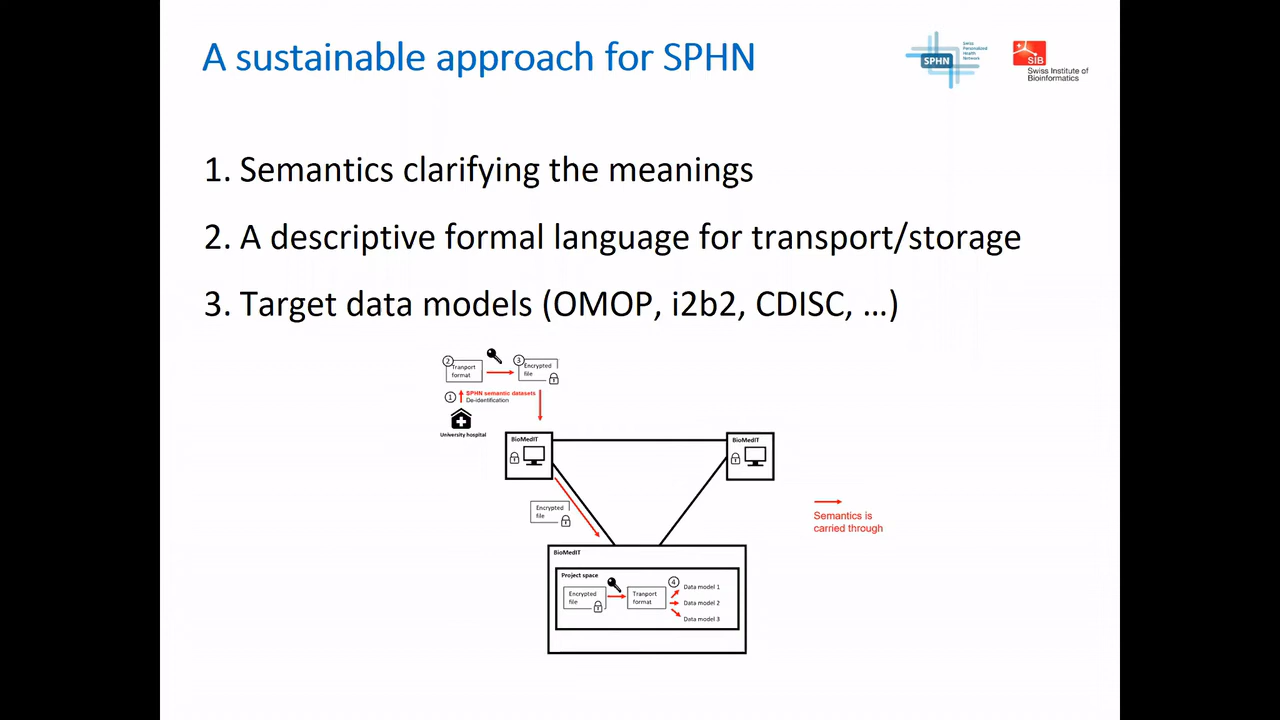 A sustainable approach for SPHN
SPHN
Swiss
Personalized
Health
Network
SIB
Swiss Institute of
Bioinformatics
1. Semantics clarifying the meanings
2. A descriptive formal language for transport/storage
3. Target data models (OMOP, i2b2, CDISC, ...)
2
Tranport
format
3
Encrypted
file
1
SPHN semantic datasets
De-identification
University hospital
BioMedIT
BioMedIT
Encrypted
file
Semantics is
carried through
BioMedIT
Project space
Encrypted
file
Tranport
format
4
Data model 1
Data model 2
Data model 3